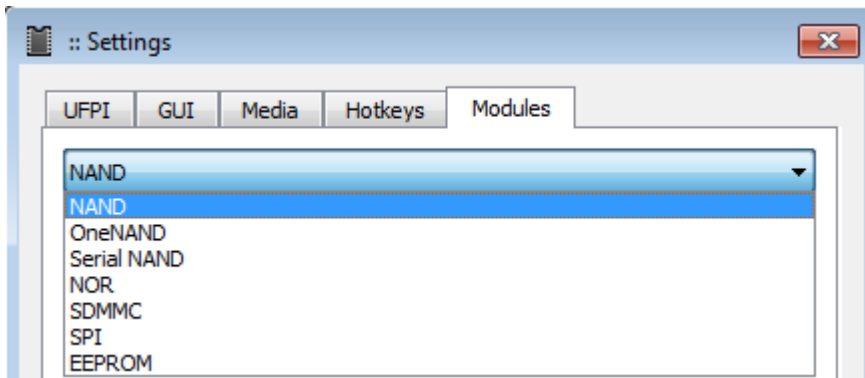 :: Settings
UFPI GUI Media Hotkeys Modules
NAND
NAND
OneNAND
Serial NAND
NOR
SDMMC
SPI
EEPROM